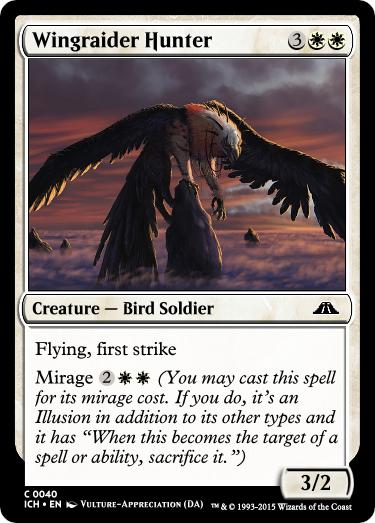 Wingraider Hunter 3
Creature — Bird Soldier
Flying, first strike
Mirage 2 (You may cast this spell
for its mirage cost. If you do, it's an
Illusion in addition to its other types and
it has “When this becomes the target of a
spell or ability, sacrifice it.”)
3/2
C 0040
ICH • EN Vulture-Appreciation (DA)
™ & © 1993-2015 Wizards of the Coast